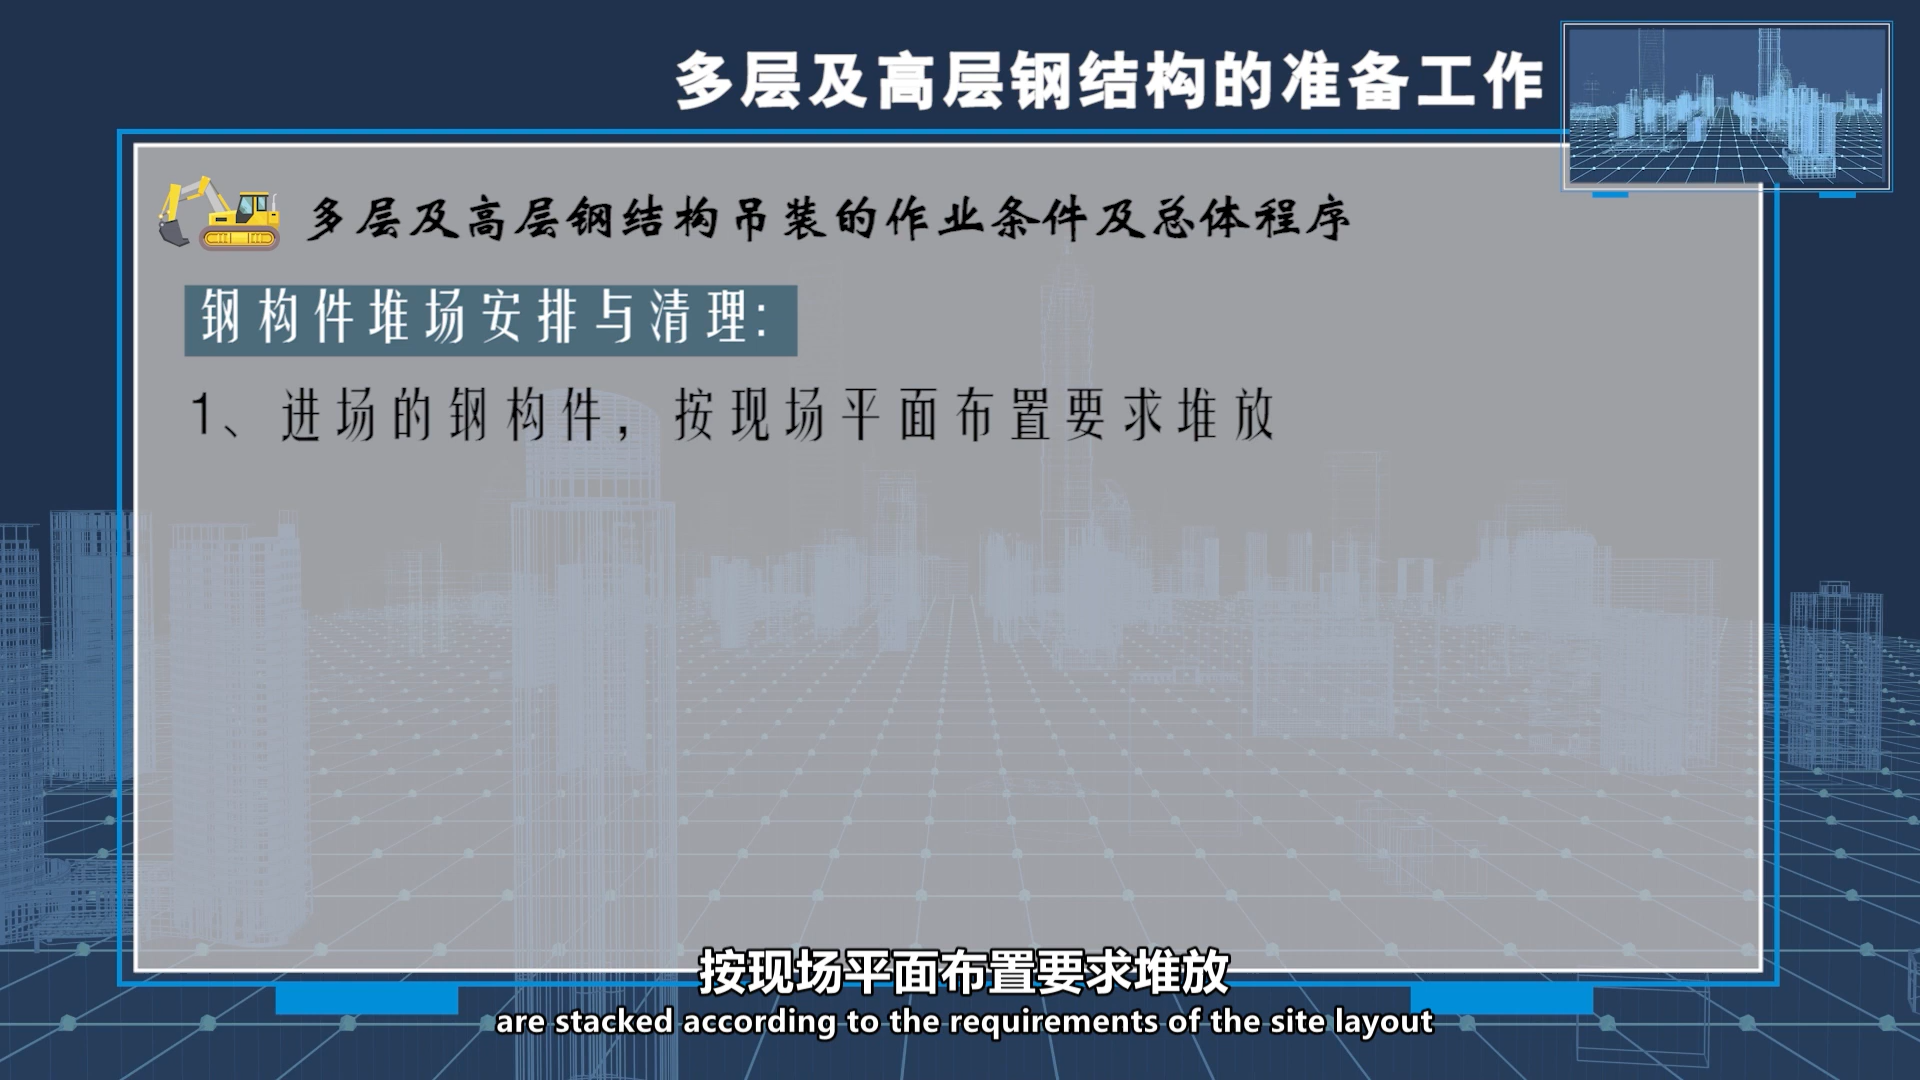 多层及高层钢结构的准备工作
多层及高层钢结构吊装的作业条件及总体程序
钢构件堆场安排与清理:
1、进场的钢构件，按现场平面布置要求堆放
按现场平面布置要求堆放
are stacked according to the requirements of the site layout